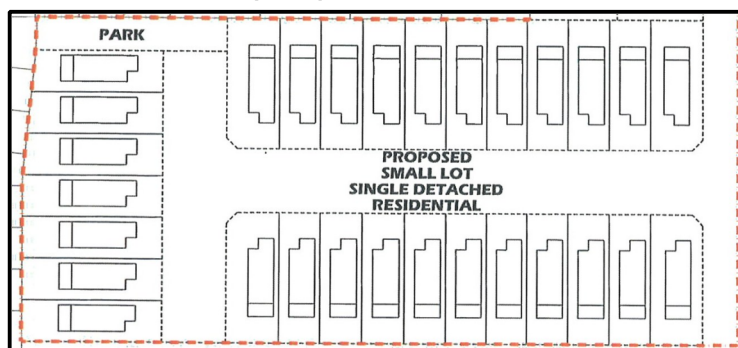 PARK
PROPOSED
SMALL LOT
SINGLE DETACHED
RESIDENTIAL